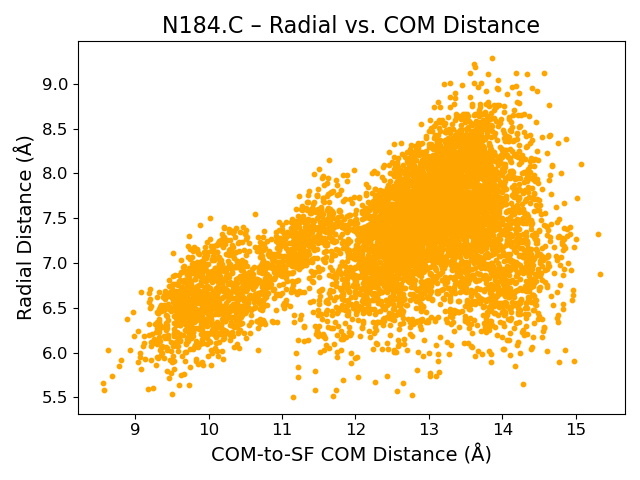 N184.C – Radial vs. COM Distance
9.0
8.5
8.0
7.5
7.0
6.5
6.0
5.5
Radial Distance (Å)
9 10 11 12 13 14 15
COM-to-SF COM Distance (Å)